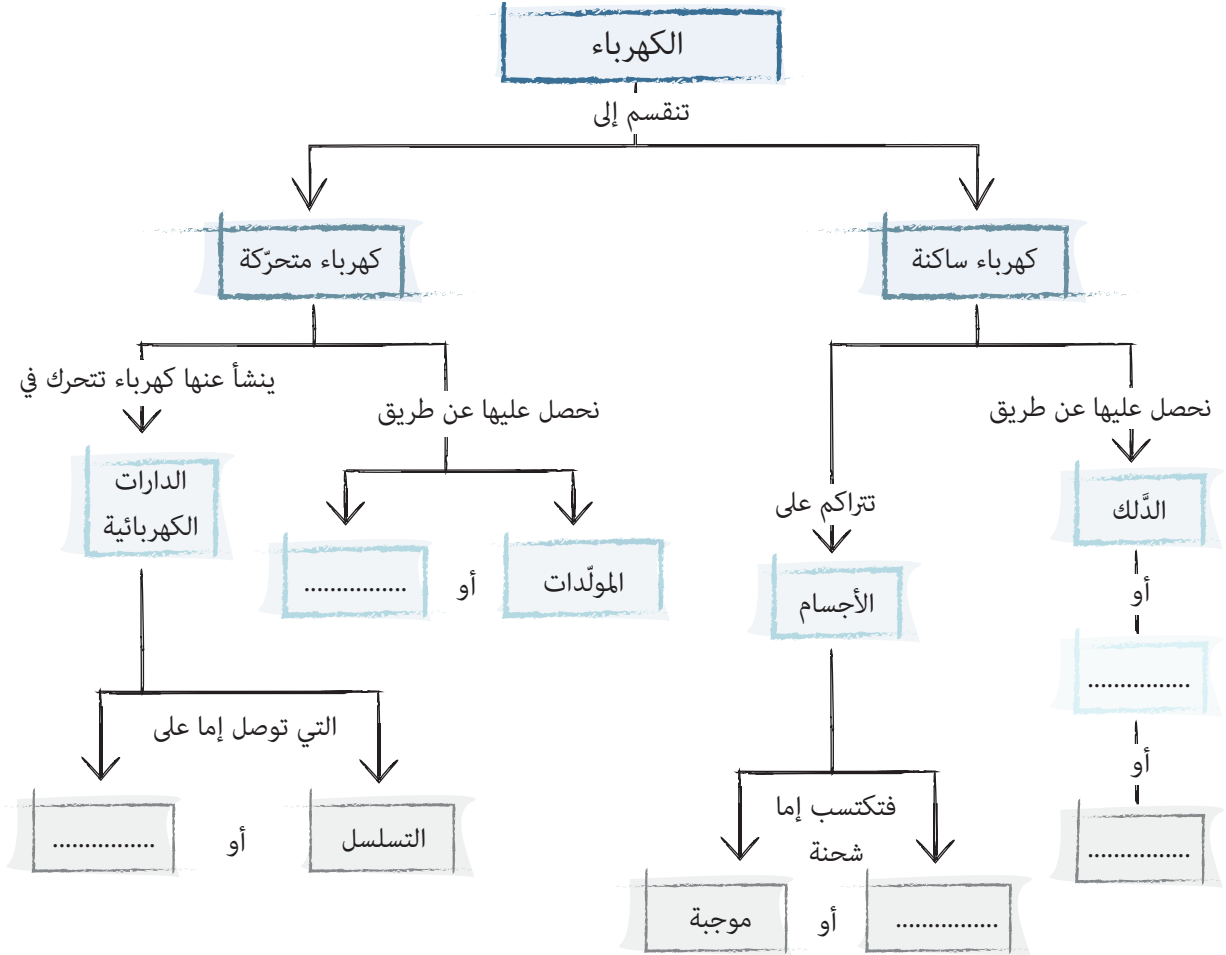 الكهرباء
تنقسم إلى
كهرباء ساكنة
كهرباء متحرّكة
نحصل عليها عن طريق
الدَّلك
أو
................
أو
................
تتراكم على
الأجسام
فتكتسب إما
شحنة
................
أو
موجبة
نحصل عليها عن طريق
المولّدات
أو
................
ينشأ عنها كهرباء تتحرك في
الدارات
الكهربائية
التي توصل إما على
التسلسل
أو
................